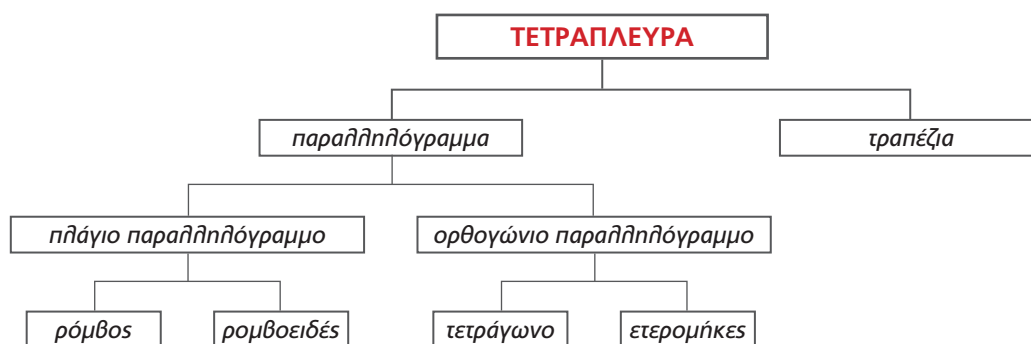 ΤΕΤΡΑΠΛΕΥΡΑ
παραλληλόγραμμα
τραπέζια
πλάγιο παραλληλόγραμμο
ορθογώνιο παραλληλόγραμμο
ρόμβος
ρομβοειδές
τετράγωνο
ετερομήκες